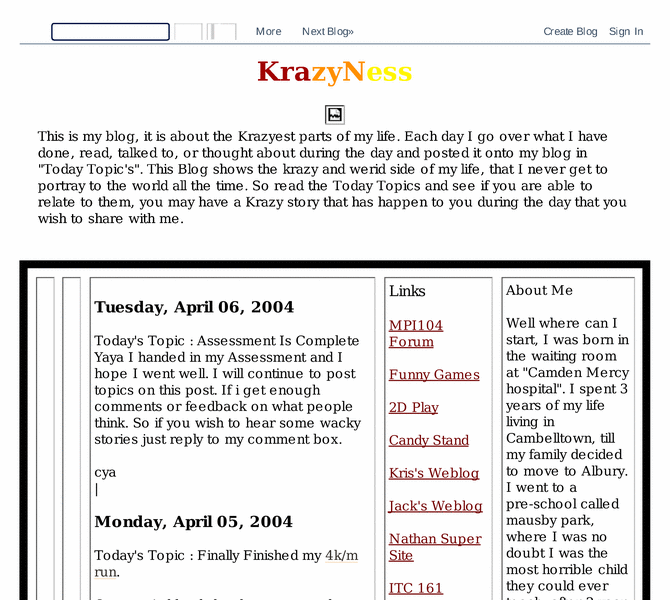 More Next Blog» Create Blog Sign In
KrazyNess
This is my blog, it is about the Krazyest parts of my life. Each day I go over what I have
done, read, talked to, or thought about during the day and posted it onto my blog in
"Today Topic's". This Blog shows the krazy and werid side of my life, that I never get to
portray to the world all the time. So read the Today Topics and see if you are able to
relate to them, you may have a Krazy story that has happen to you during the day that you
wish to share with me.
Tuesday, April 06, 2004
Today's Topic : Assessment Is Complete
Yaya I handed in my Assessment and I
hope I went well. I will continue to post
topics on this post. If i get enough
comments or feedback on what people
think. So if you wish to hear some wacky
stories just reply to my comment box.
cya
|
Monday, April 05, 2004
Today's Topic : Finally Finished my 4k/m
run.
Links
MPI104
Forum
Funny Games
2D Play
Candy Stand
Kris's Weblog
Jack's Weblog
Nathan Super
Site
ITC 161
About Me
Well where can I
start, I was born in
the waiting room
at "Camden Mercy
hospital". I spent 3
years of my life
living in
Cambelltown, till
my family decided
to move to Albury.
I went to a
pre-school called
mausby park,
where I was no
doubt I was the
most horrible child
they could ever